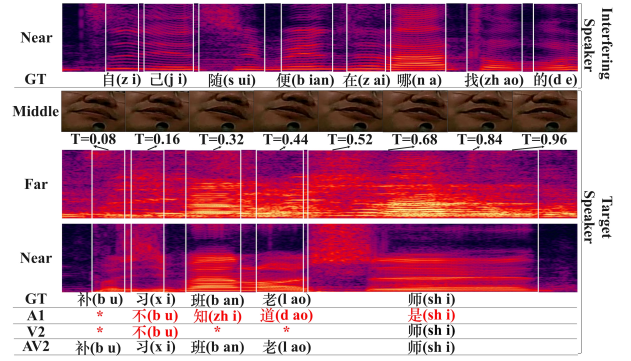 Near
Interfering Speaker
GT 自(z i) 己(j i) 随(s ui) 便(b ian) 在(z ai) 哪(n a) 找(zh ao) 的(d e)
Middle
T=0.08 T=0.16 T=0.32 T=0.44 T=0.52 T=0.68 T=0.84 T=0.96
Far
Target Speaker
Near
GT 补(b u) 习(x i) 班(b an) 老(l ao) 师(sh i)
A1 * 不(b u) 知(zh i) 道(d ao) 是(sh i)
V2 * 不(b u) * * 师(sh i)
AV2 补(b u) 习(x i) 班(b an) 老(l ao) 师(sh i)